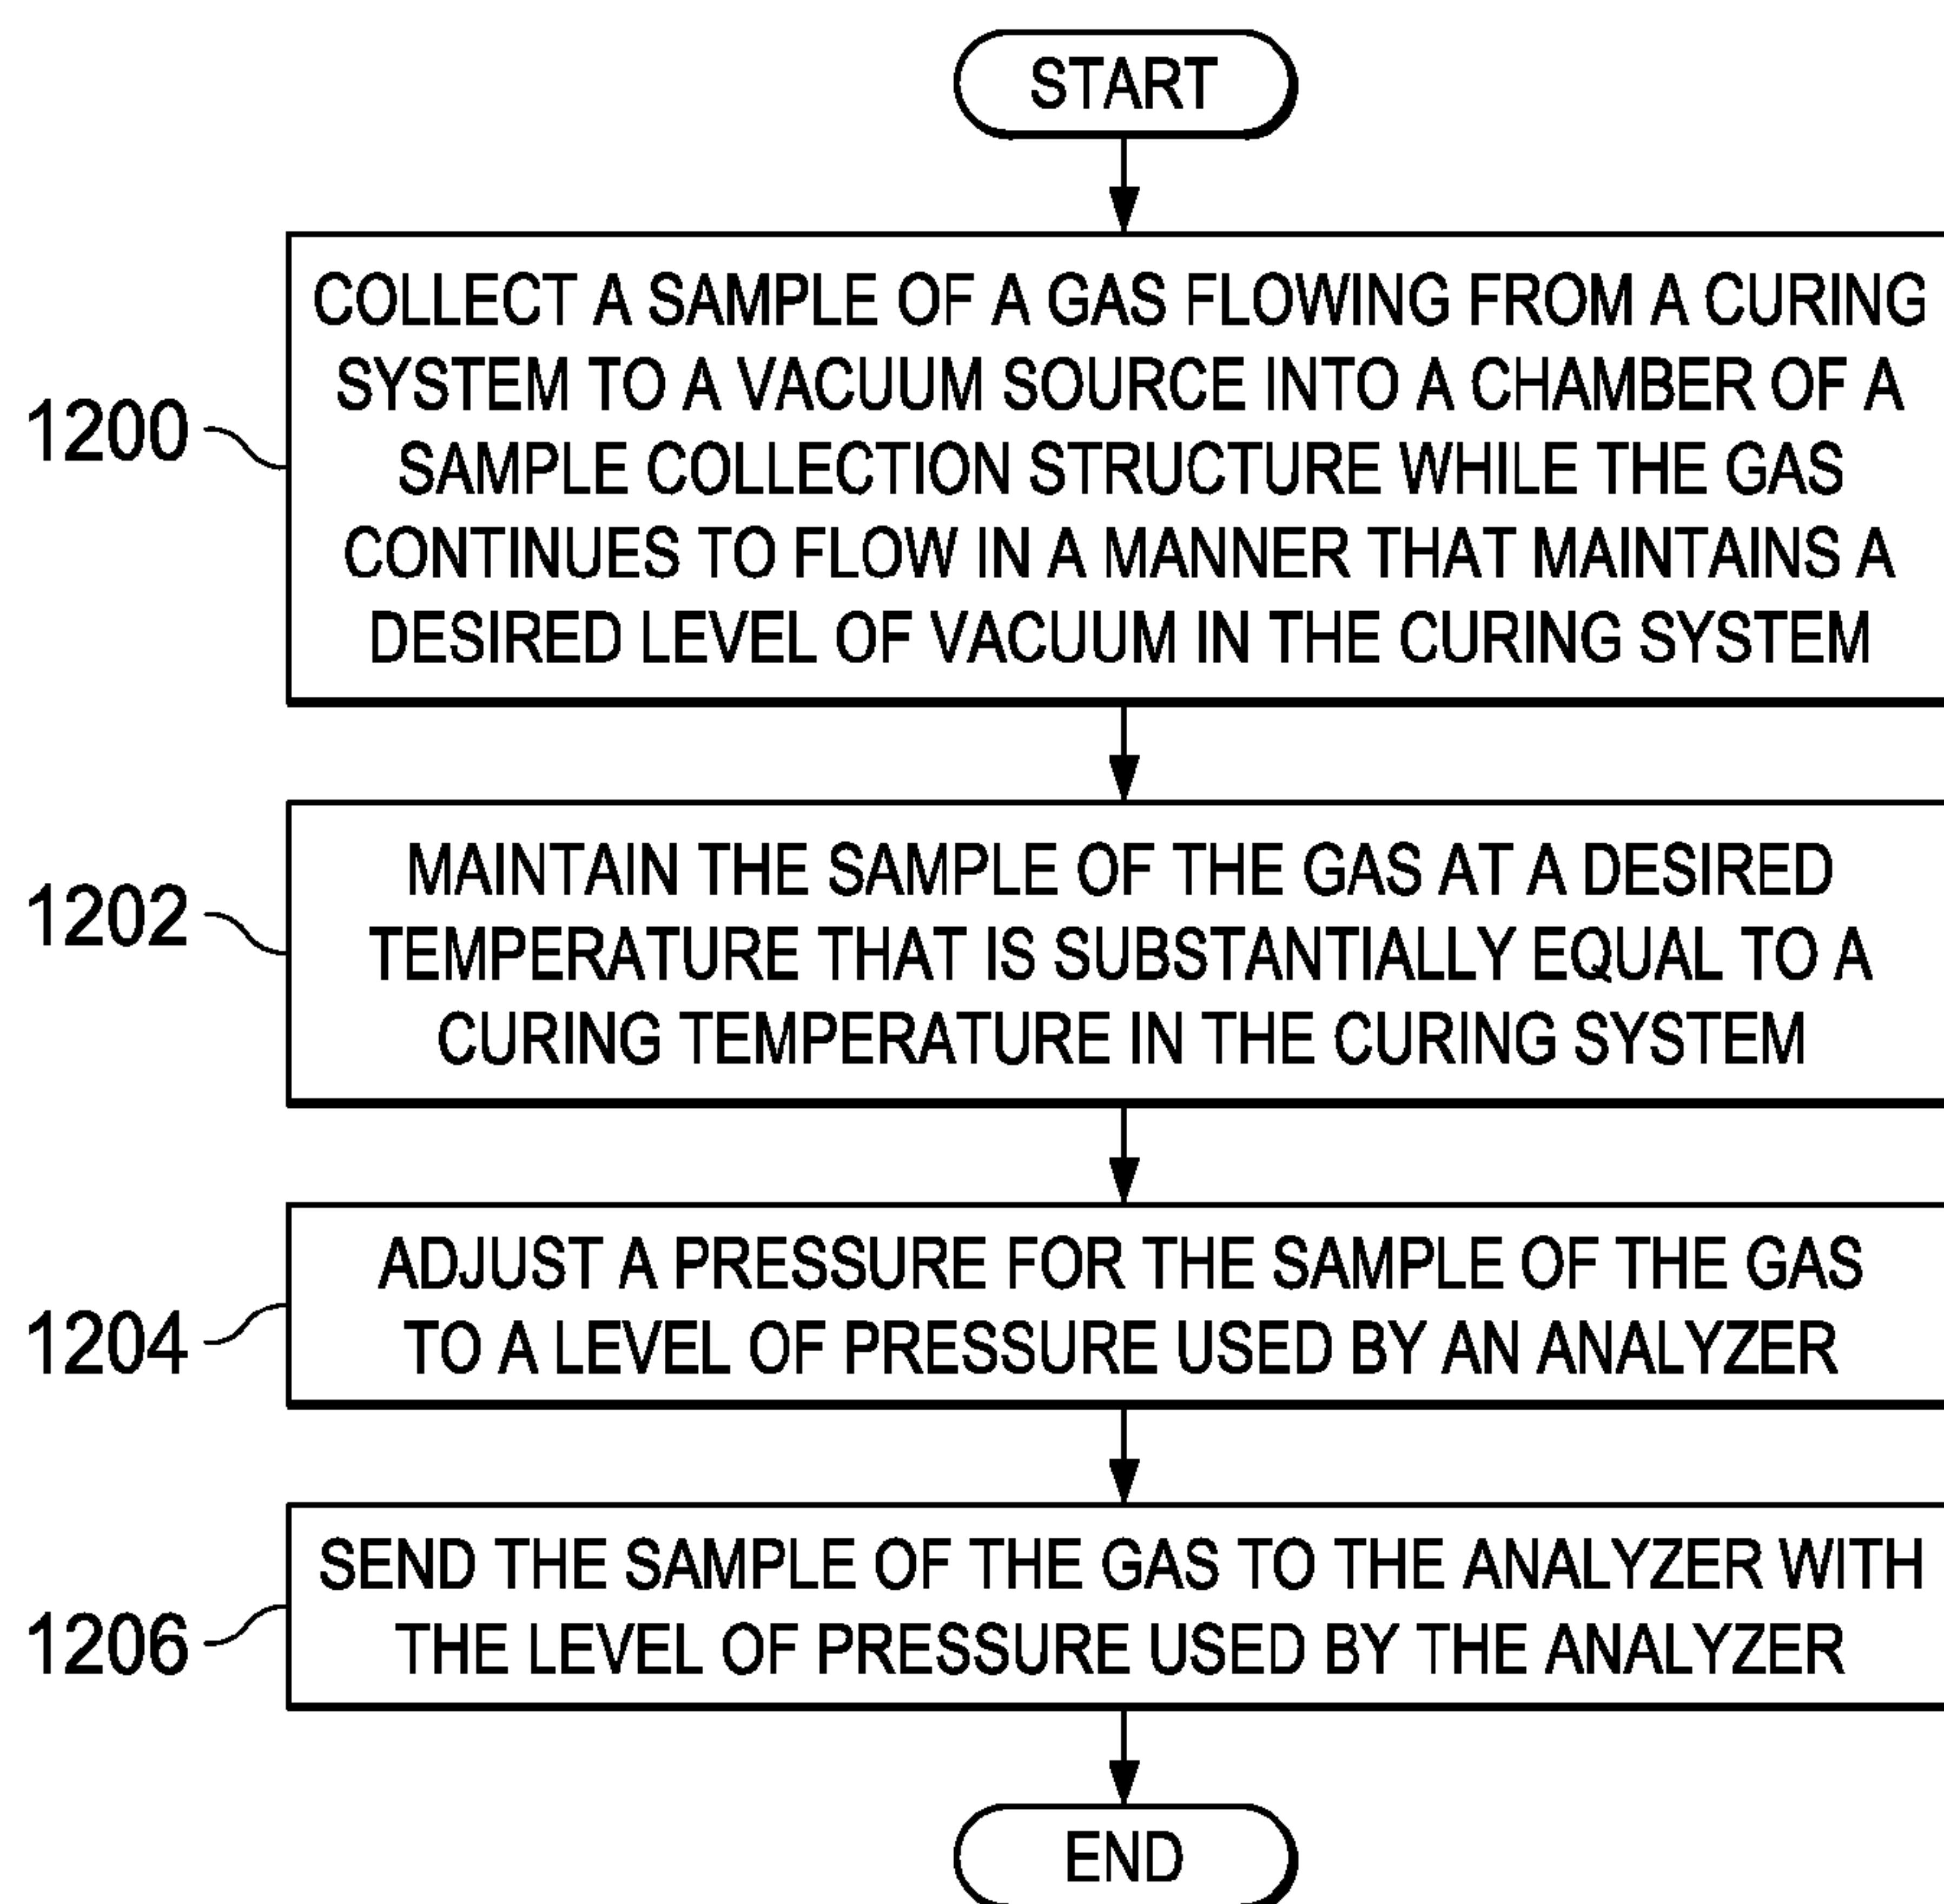 START
COLLECT A SAMPLE OF A GAS FLOWING FROM A CURING
SYSTEM TO A VACUUM SOURCE INTO A CHAMBER OF A
1200
SAMPLE COLLECTION STRUCTURE WHILE THE GAS
CONTINUES TO FLOW IN A MANNER THAT MAINTAINS A
DESIRED LEVEL OF VACUUM IN THE CURING SYSTEM
MAINTAIN THE SAMPLE OF THE GAS AT A DESIRED
1202
TEMPERATURE THAT IS SUBSTANTIALLY EQUAL TO A
CURING TEMPERATURE IN THE CURING SYSTEM
ADJUST A PRESSURE FOR THE SAMPLE OF THE GAS
1204
TO A LEVEL OF PRESSURE USED BY AN ANALYZER
SEND THE SAMPLE OF THE GAS TO THE ANALYZER WITH
1206
THE LEVEL OF PRESSURE USED BY THE ANALYZER
END